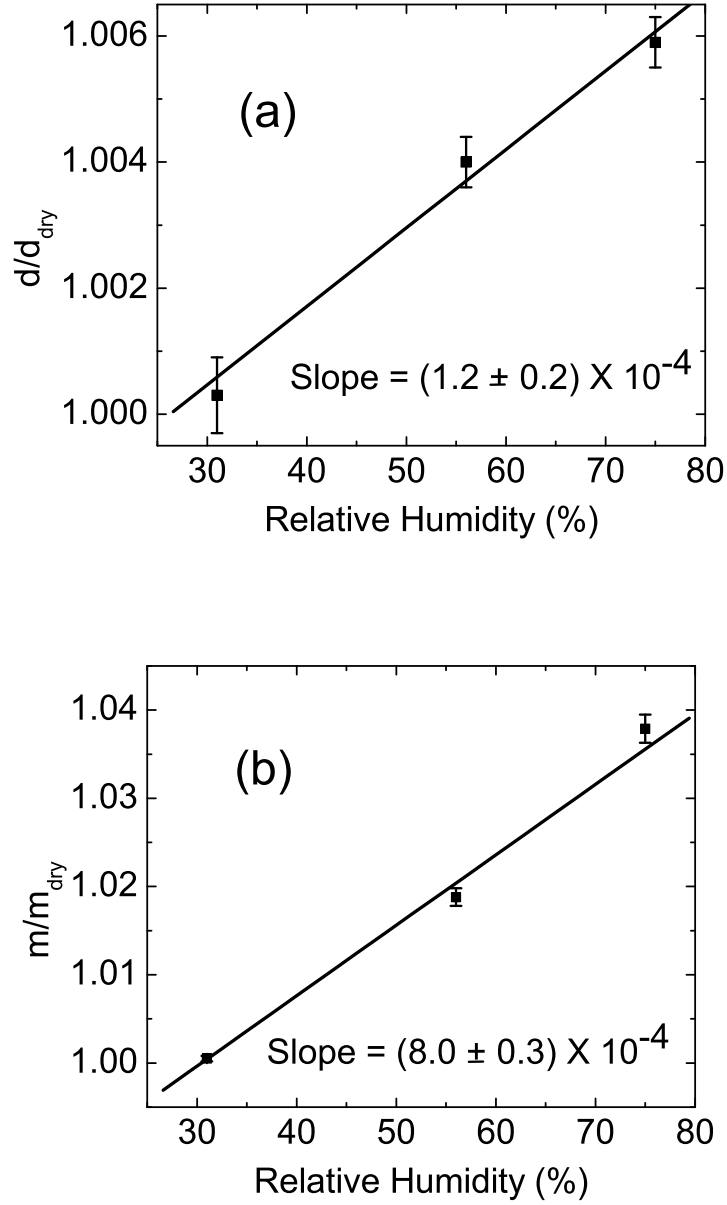 1.006
(a)
1.004
d/d_dry
1.002
Slope = (1.2 ± 0.2) X 10^-4
1.000
30 40 50 60 70 80
Relative Humidity (%)
1.04
(b)
1.03
m/m_dry
1.02
1.01
Slope = (8.0 ± 0.3) X 10^-4
1.00
30 40 50 60 70 80
Relative Humidity (%)